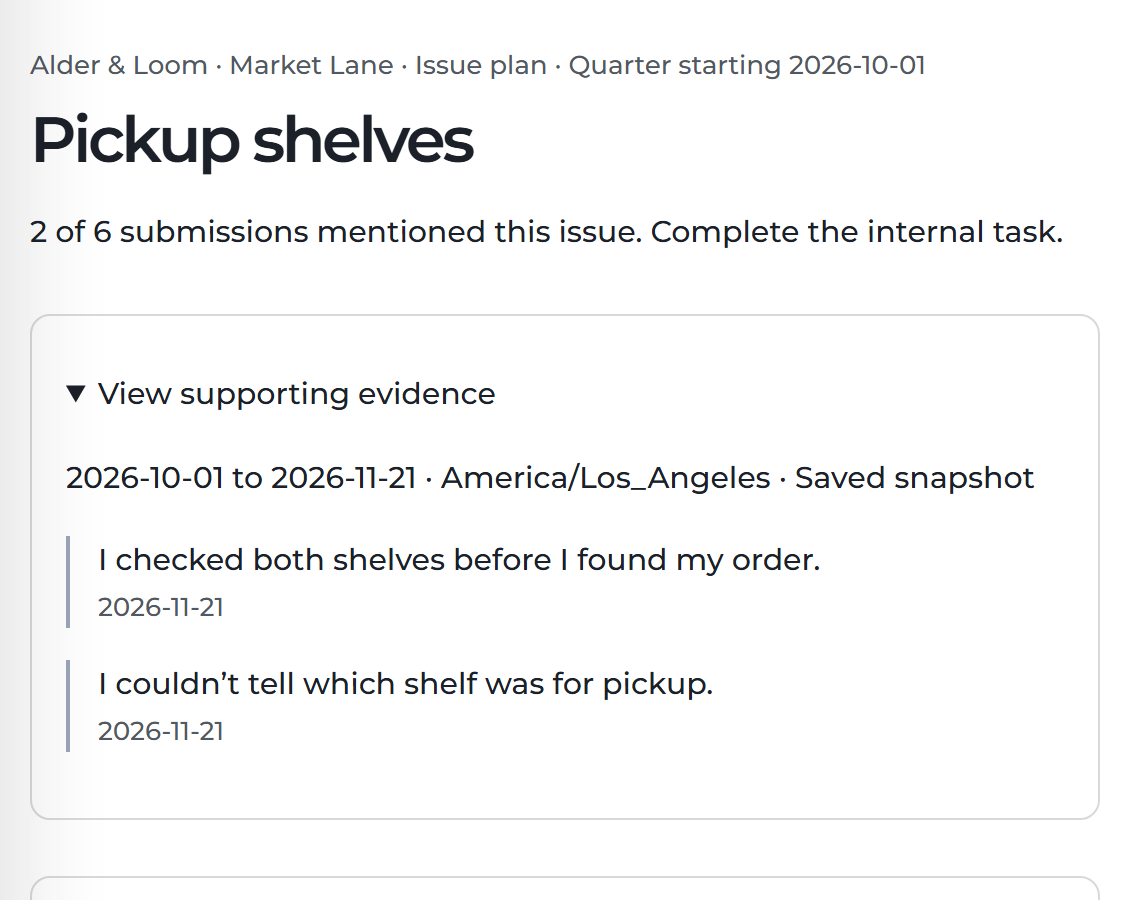 Alder & Loom · Market Lane · Issue plan · Quarter starting 2026-10-01
Pickup shelves
2 of 6 submissions mentioned this issue. Complete the internal task.
▼ View supporting evidence
2026-10-01 to 2026-11-21 · America/Los_Angeles · Saved snapshot
I checked both shelves before I found my order.
2026-11-21
I couldn’t tell which shelf was for pickup.
2026-11-21